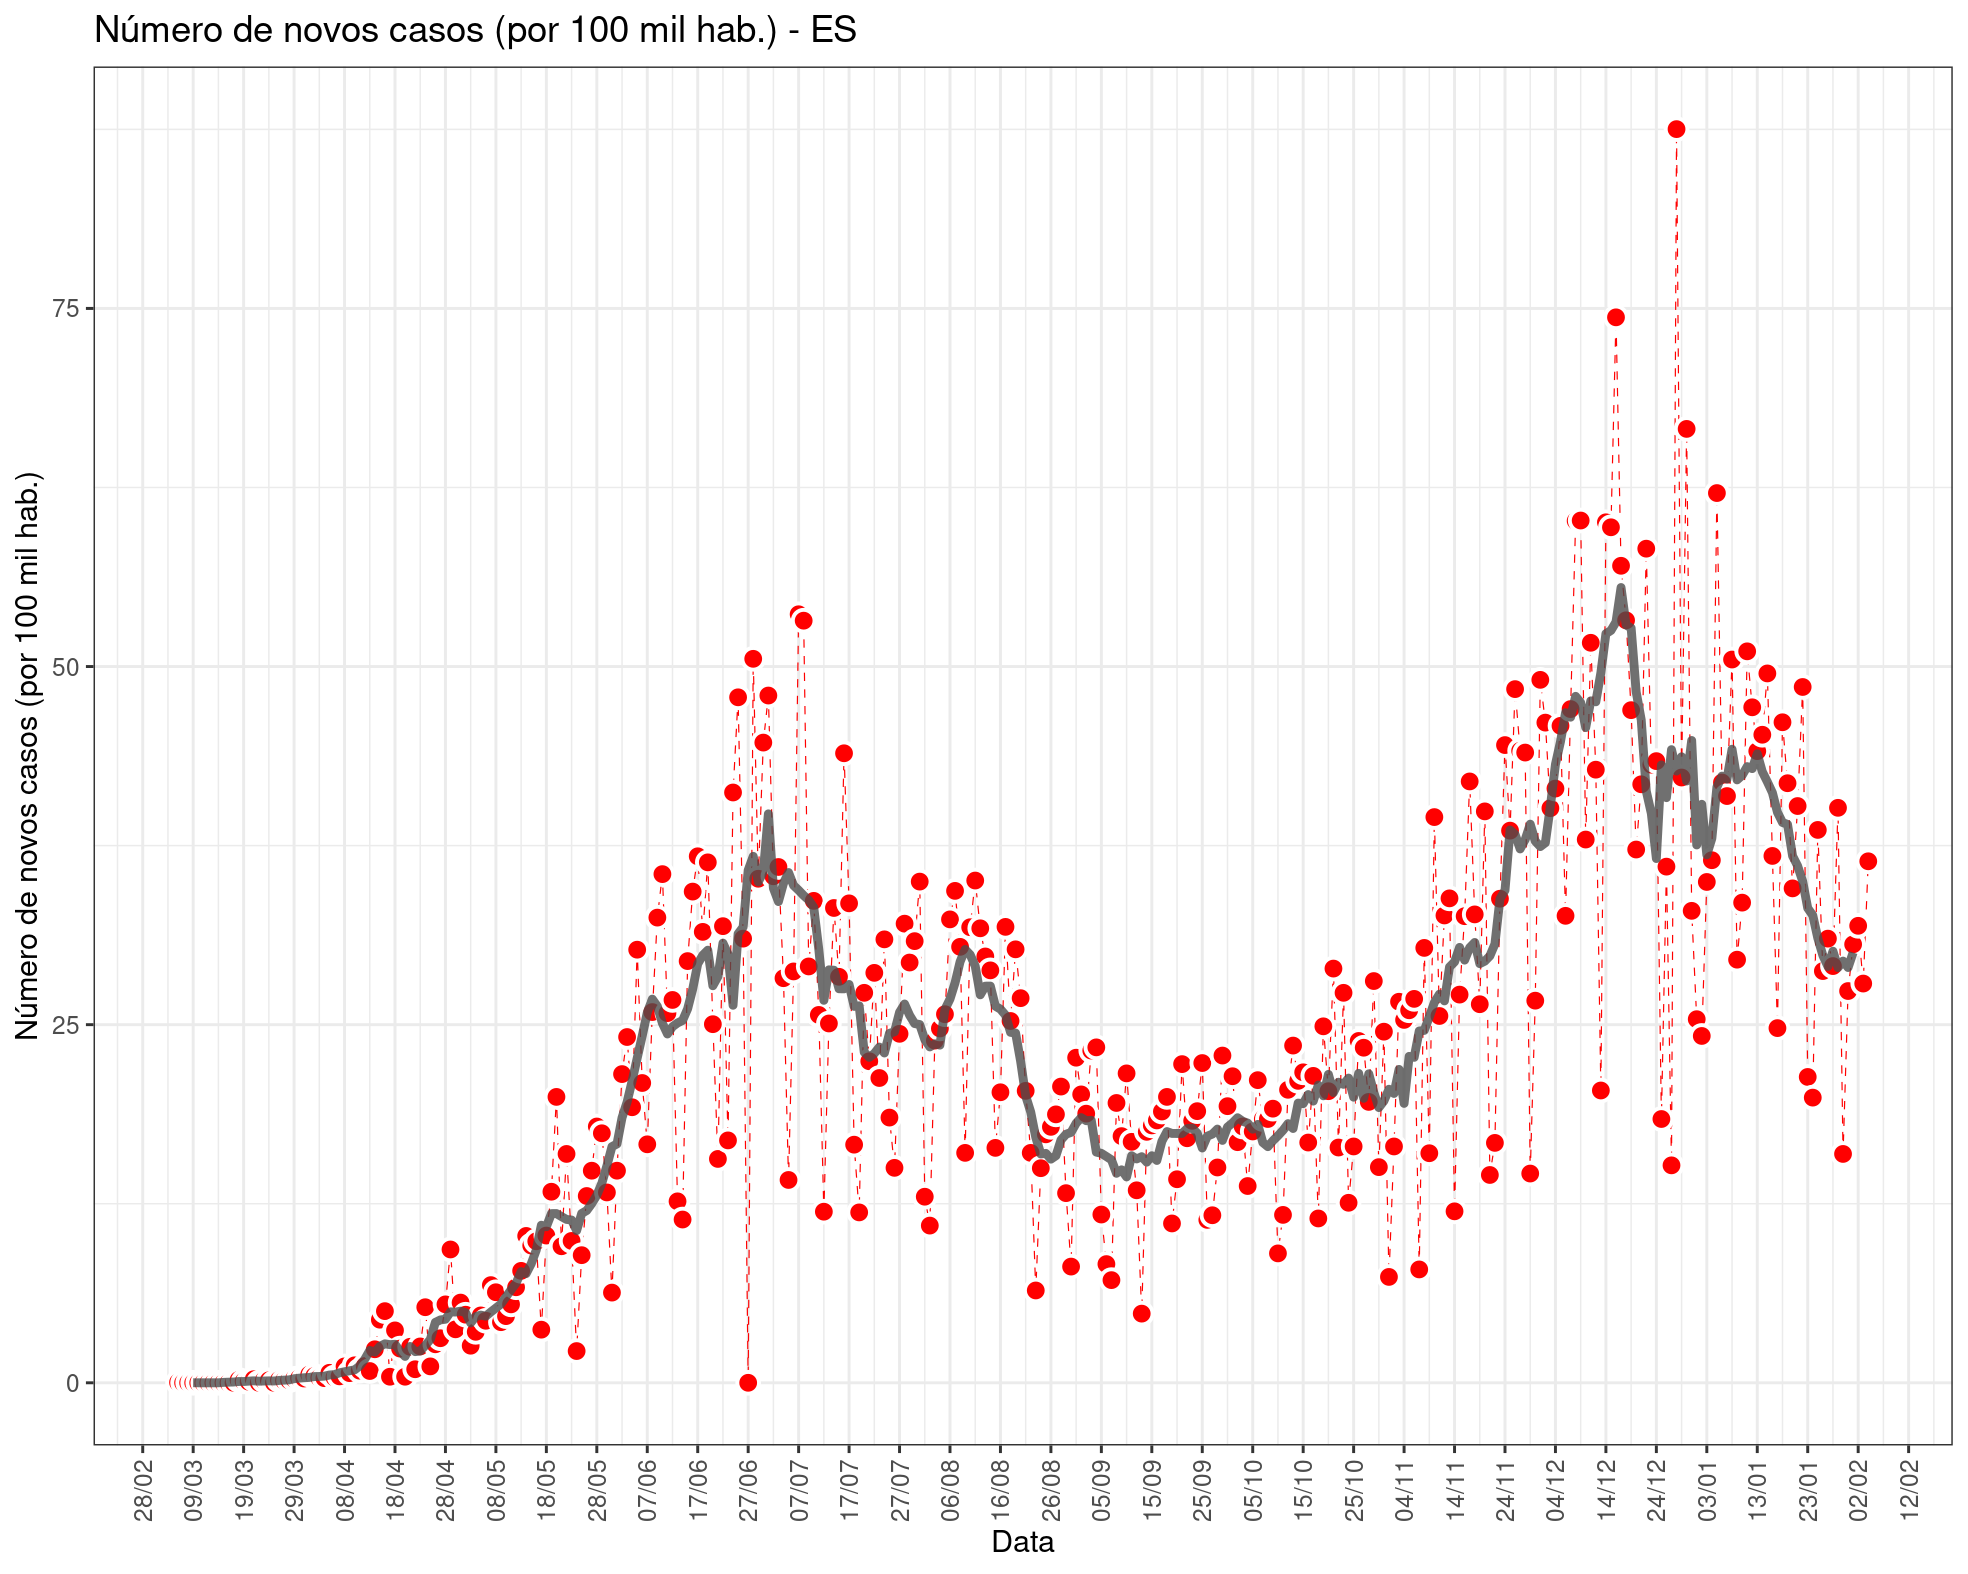 Número de novos casos (por 100 mil hab.) - ES
Número de novos casos (por 100 mil hab.)
75
50
25
0
28/02 09/03 19/03 29/03 08/04 18/04 28/04 08/05 18/05 28/05 07/06 17/06 27/06 07/07 17/07 27/07 06/08 16/08 26/08 05/09 15/09 25/09 05/10 15/10 25/10 04/11 14/11 24/11 04/12 14/12 24/12 03/01 13/01 23/01 02/02 12/02
Data